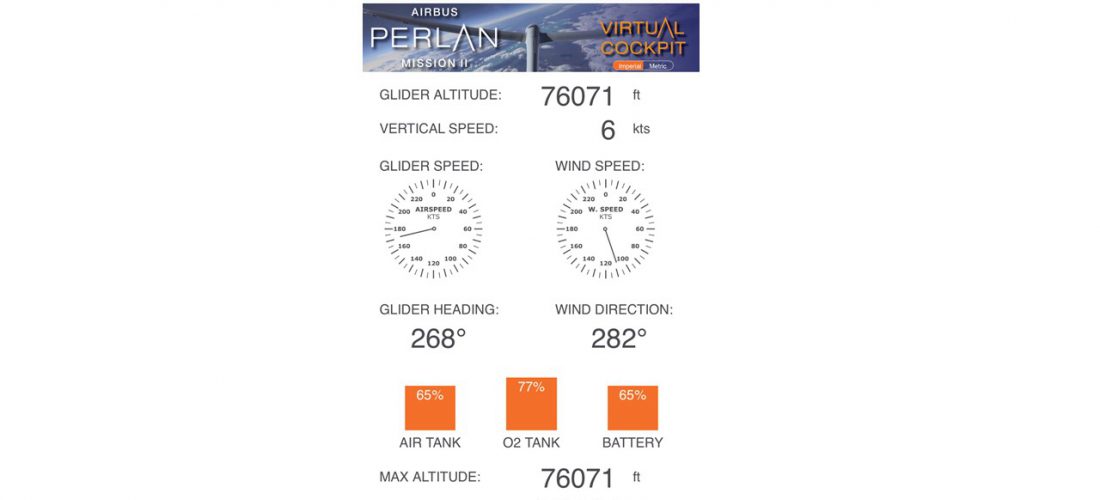 AIRBUS
PERLAN
MISSION II
VIRTUAL
COCKPIT
Imperial Metric
GLIDER ALTITUDE: 76071 ft
VERTICAL SPEED: 6 kts
GLIDER SPEED: WIND SPEED:
0
20
40
60
80
100
120
140
160
180
200
220
AIRSPEED
KTS
0
20
40
60
80
100
120
140
160
180
200
220
W. SPEED
KTS
GLIDER HEADING: WIND DIRECTION:
268° 282°
65% 77% 65%
AIR TANK O2 TANK BATTERY
MAX ALTITUDE: 76071 ft